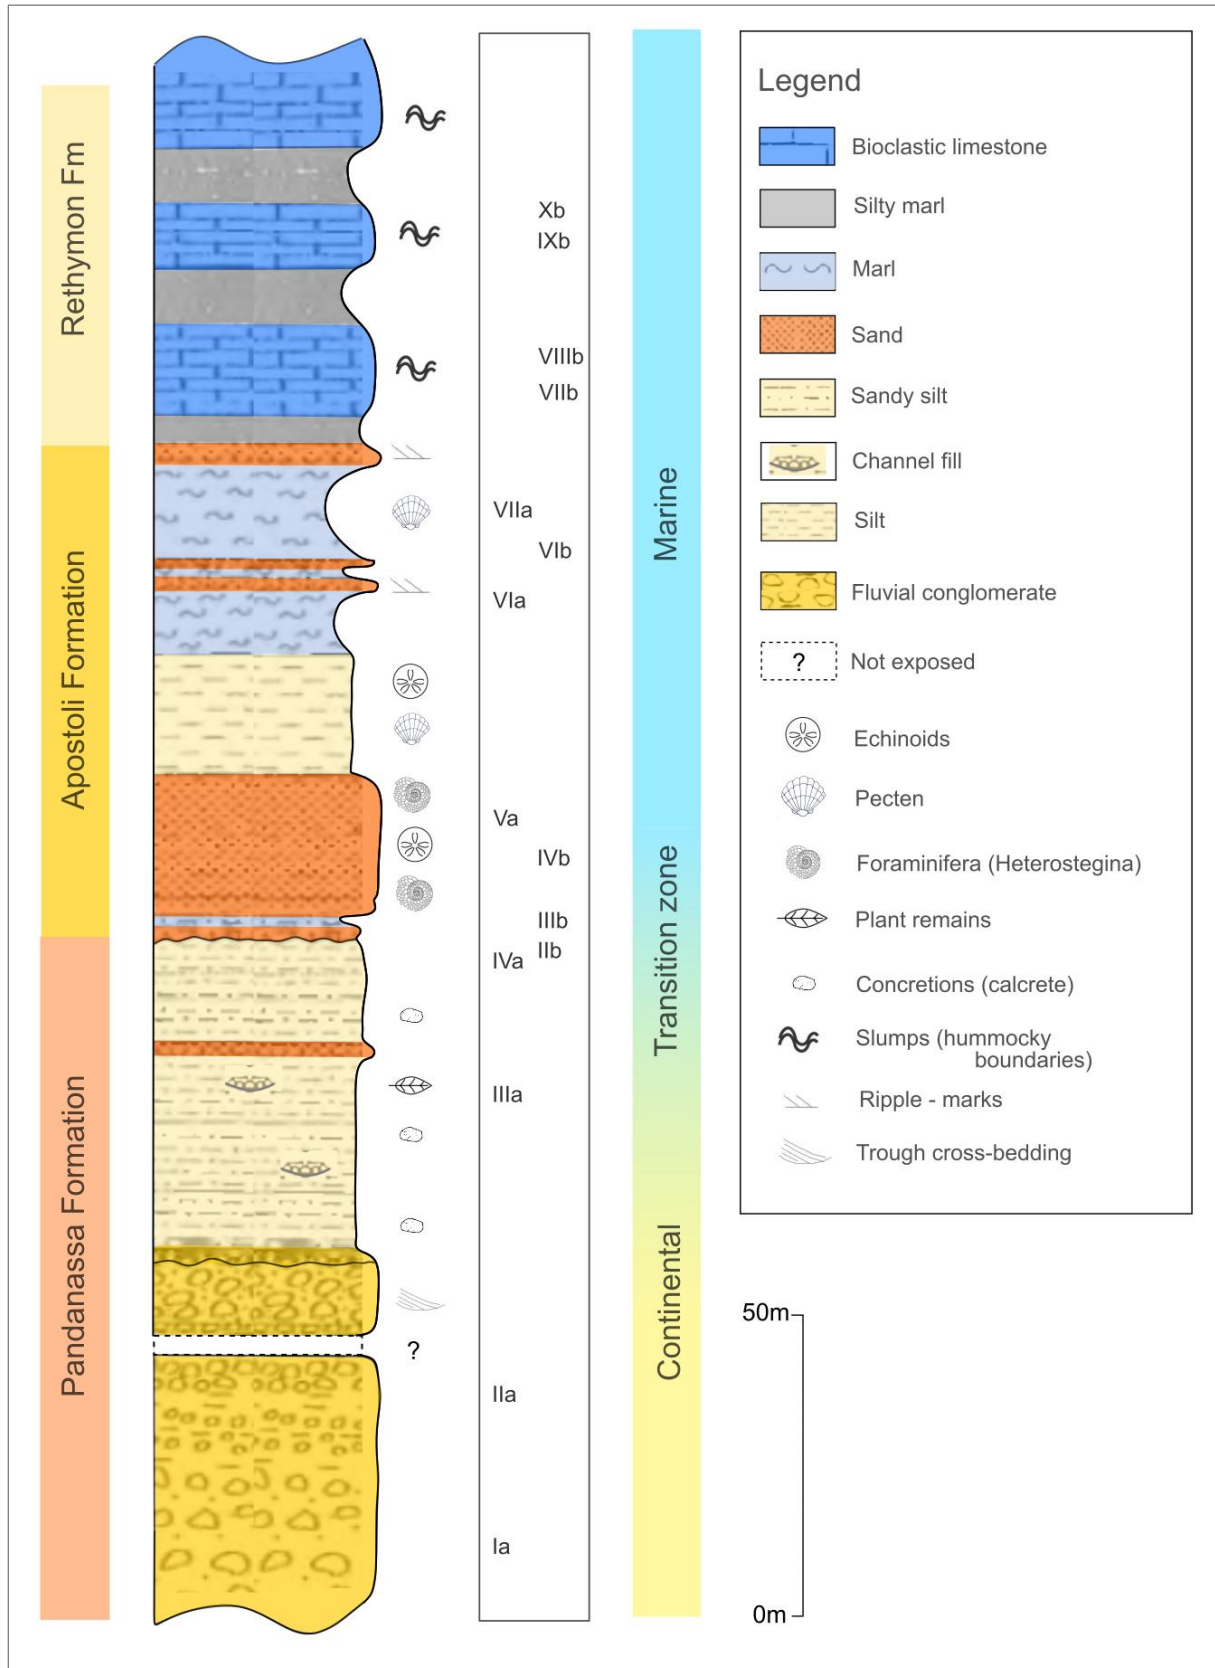 Rethymon Fm
Apostoli Formation
Pandanassa Formation
?
Xb
IXb
VIIIb
VIIb
VIIa
VIb
VIa
Va
IVb
IIIb
IIb
IVa
IIIa
IIa
Ia
Marine
Transition zone
Continental
Legend
Bioclastic limestone
Silty marl
Marl
Sand
Sandy silt
Channel fill
Silt
Fluvial conglomerate
? Not exposed
Echinoids
Pecten
Foraminifera (Heterostegina)
Plant remains
Concretions (calcrete)
Slumps (hummocky
boundaries)
Ripple - marks
Trough cross-bedding
50m
0m